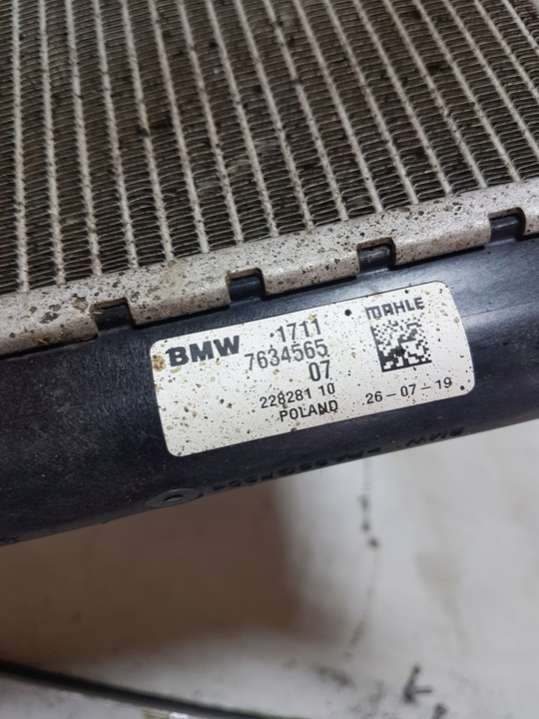 BMW 1711
7634565
07
228281 10
POLAND
MAHLE
26-07-19